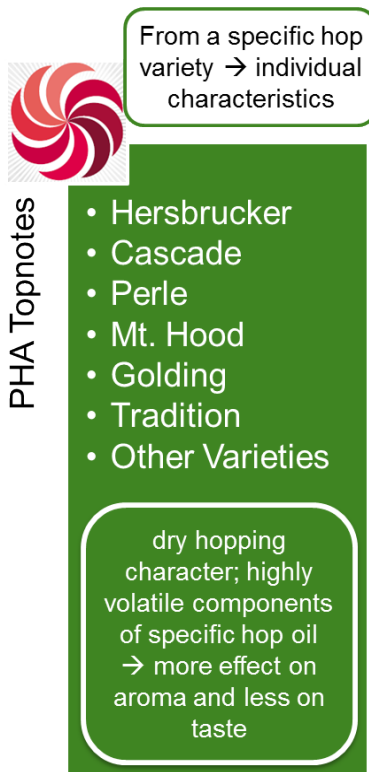 From a specific hop
variety → individual
characteristics
PHA Topnotes
• Hersbrucker
• Cascade
• Perle
• Mt. Hood
• Golding
• Tradition
• Other Varieties
dry hopping
character; highly
volatile components
of specific hop oil
→ more effect on
aroma and less on
taste